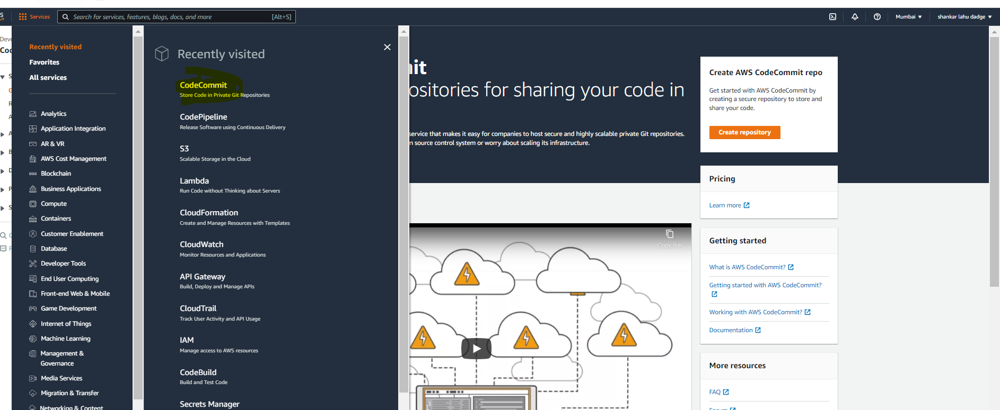 Services
Search for services, features, blogs, docs, and more
[Alt+S]
Mumbai ▼
shankar lahu dadge ▼
Recently visited
Favorites
All services
Analytics
Application Integration
AR & VR
AWS Cost Management
Blockchain
Business Applications
Compute
Containers
Customer Enablement
Database
Developer Tools
End User Computing
Front-end Web & Mobile
Game Development
Internet of Things
Machine Learning
Management &
Governance
Media Services
Migration & Transfer
Networking & Content
Recently visited
CodeCommit
Store Code in Private Git Repositories
CodePipeline
Release Software using Continuous Delivery
S3
Scalable Storage in the Cloud
Lambda
Run Code without Thinking about Servers
CloudFormation
Create and Manage Resources with Templates
CloudWatch
Monitor Resources and Applications
API Gateway
Build, Deploy and Manage APIs
CloudTrail
Track User Activity and API Usage
IAM
Manage access to AWS resources
CodeBuild
Build and Test Code
Secrets Manager
it
ositories for sharing your code in
service that makes it easy for companies to host secure and highly scalable private Git repositories.
n source control system or worry about scaling its infrastructure.
Copy link
Create AWS CodeCommit repo
Get started with AWS CodeCommit by
creating a secure repository to store and
share your code.
Create repository
Pricing
Learn more
Getting started
What is AWS CodeCommit?
Getting started with AWS CodeCommit?
Working with AWS CodeCommit?
Documentation
More resources
FAQ